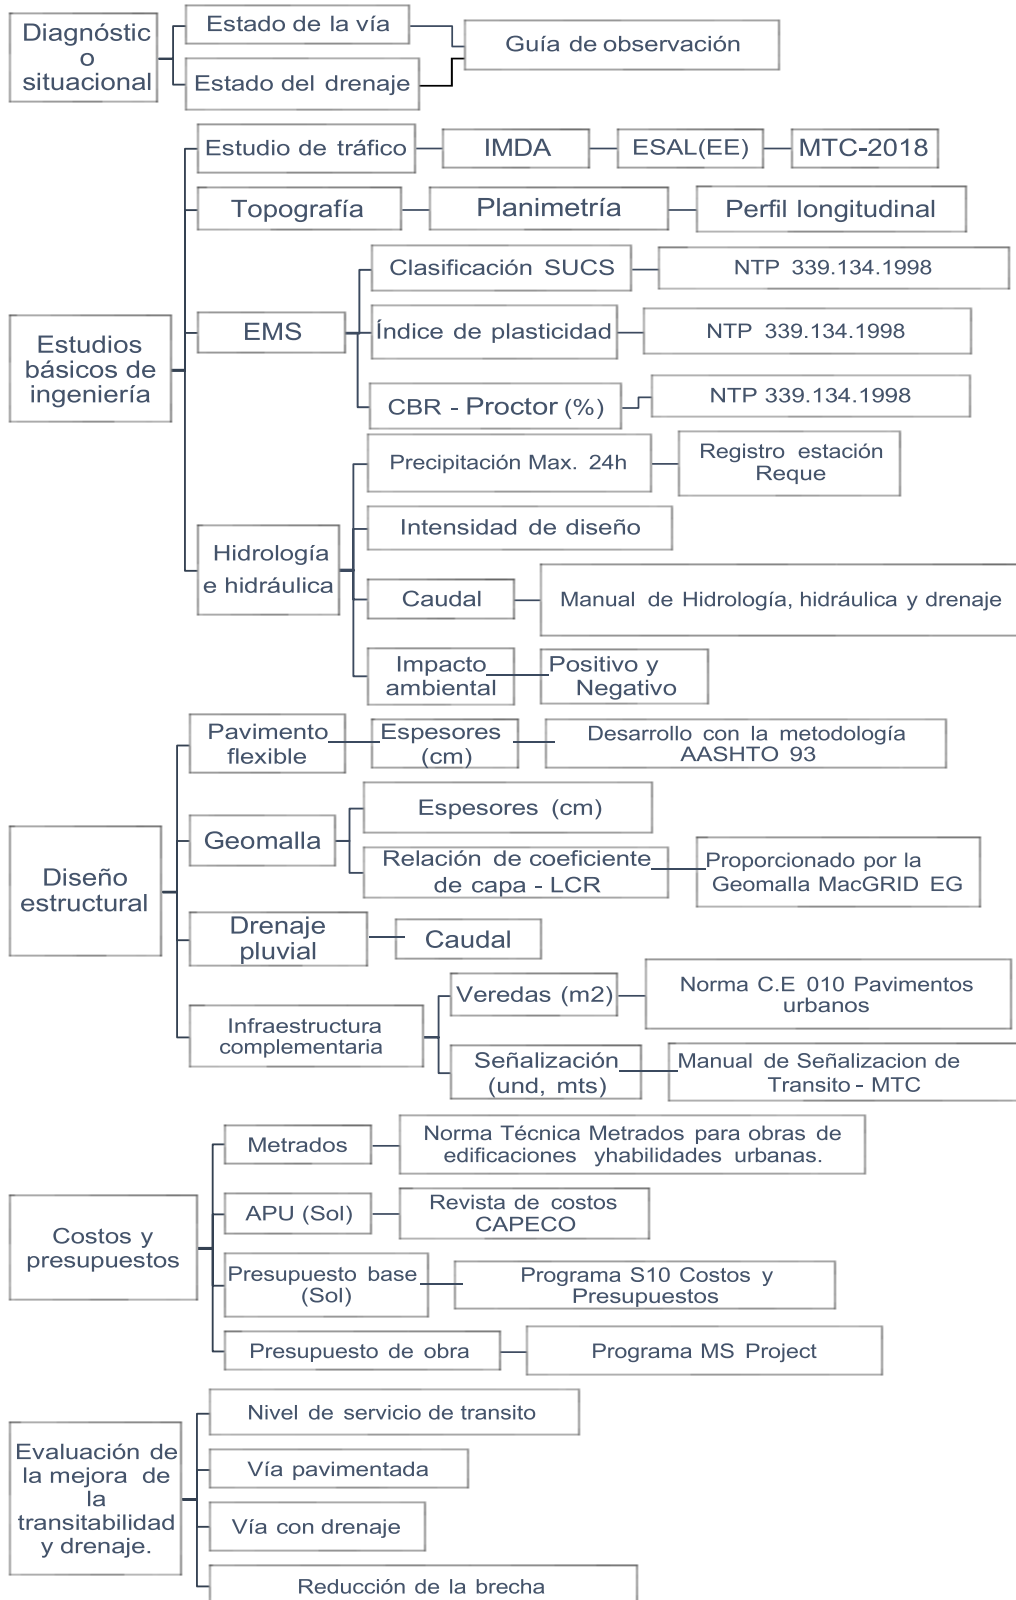 Diagnóstic
o
situacional
Estado de la vía
Estado del drenaje
Guía de observación
Estudios
básicos de
ingeniería
Estudio de tráfico
IMDA
ESAL(EE)
MTC-2018
Topografía
Planimetría
Perfil longitudinal
EMS
Clasificación SUCS
NTP 339.134.1998
Índice de plasticidad
NTP 339.134.1998
CBR - Proctor (%)
NTP 339.134.1998
Hidrología
e hidráulica
Precipitación Max. 24h
Registro estación
Reque
Intensidad de diseño
Caudal
Manual de Hidrología, hidráulica y drenaje
Impacto
ambiental
Positivo y
Negativo
Diseño
estructural
Pavimento
flexible
Espesores
(cm)
Desarrollo con la metodología
AASHTO 93
Geomalla
Espesores (cm)
Relación de coeficiente
de capa - LCR
Proporcionado por la
Geomalla MacGRID EG
Drenaje
pluvial
Caudal
Infraestructura
complementaria
Veredas (m2)
Norma C.E 010 Pavimentos
urbanos
Señalización
(und, mts)
Manual de Señalizacion de
Transito - MTC
Costos y
presupuestos
Metrados
Norma Técnica Metrados para obras de
edificaciones yhabilidades urbanas.
APU (Sol)
Revista de costos
CAPECO
Presupuesto base
(Sol)
Programa S10 Costos y
Presupuestos
Presupuesto de obra
Programa MS Project
Evaluación de
la mejora de
la
transitabilidad
y drenaje.
Nivel de servicio de transito
Vía pavimentada
Vía con drenaje
Reducción de la brecha